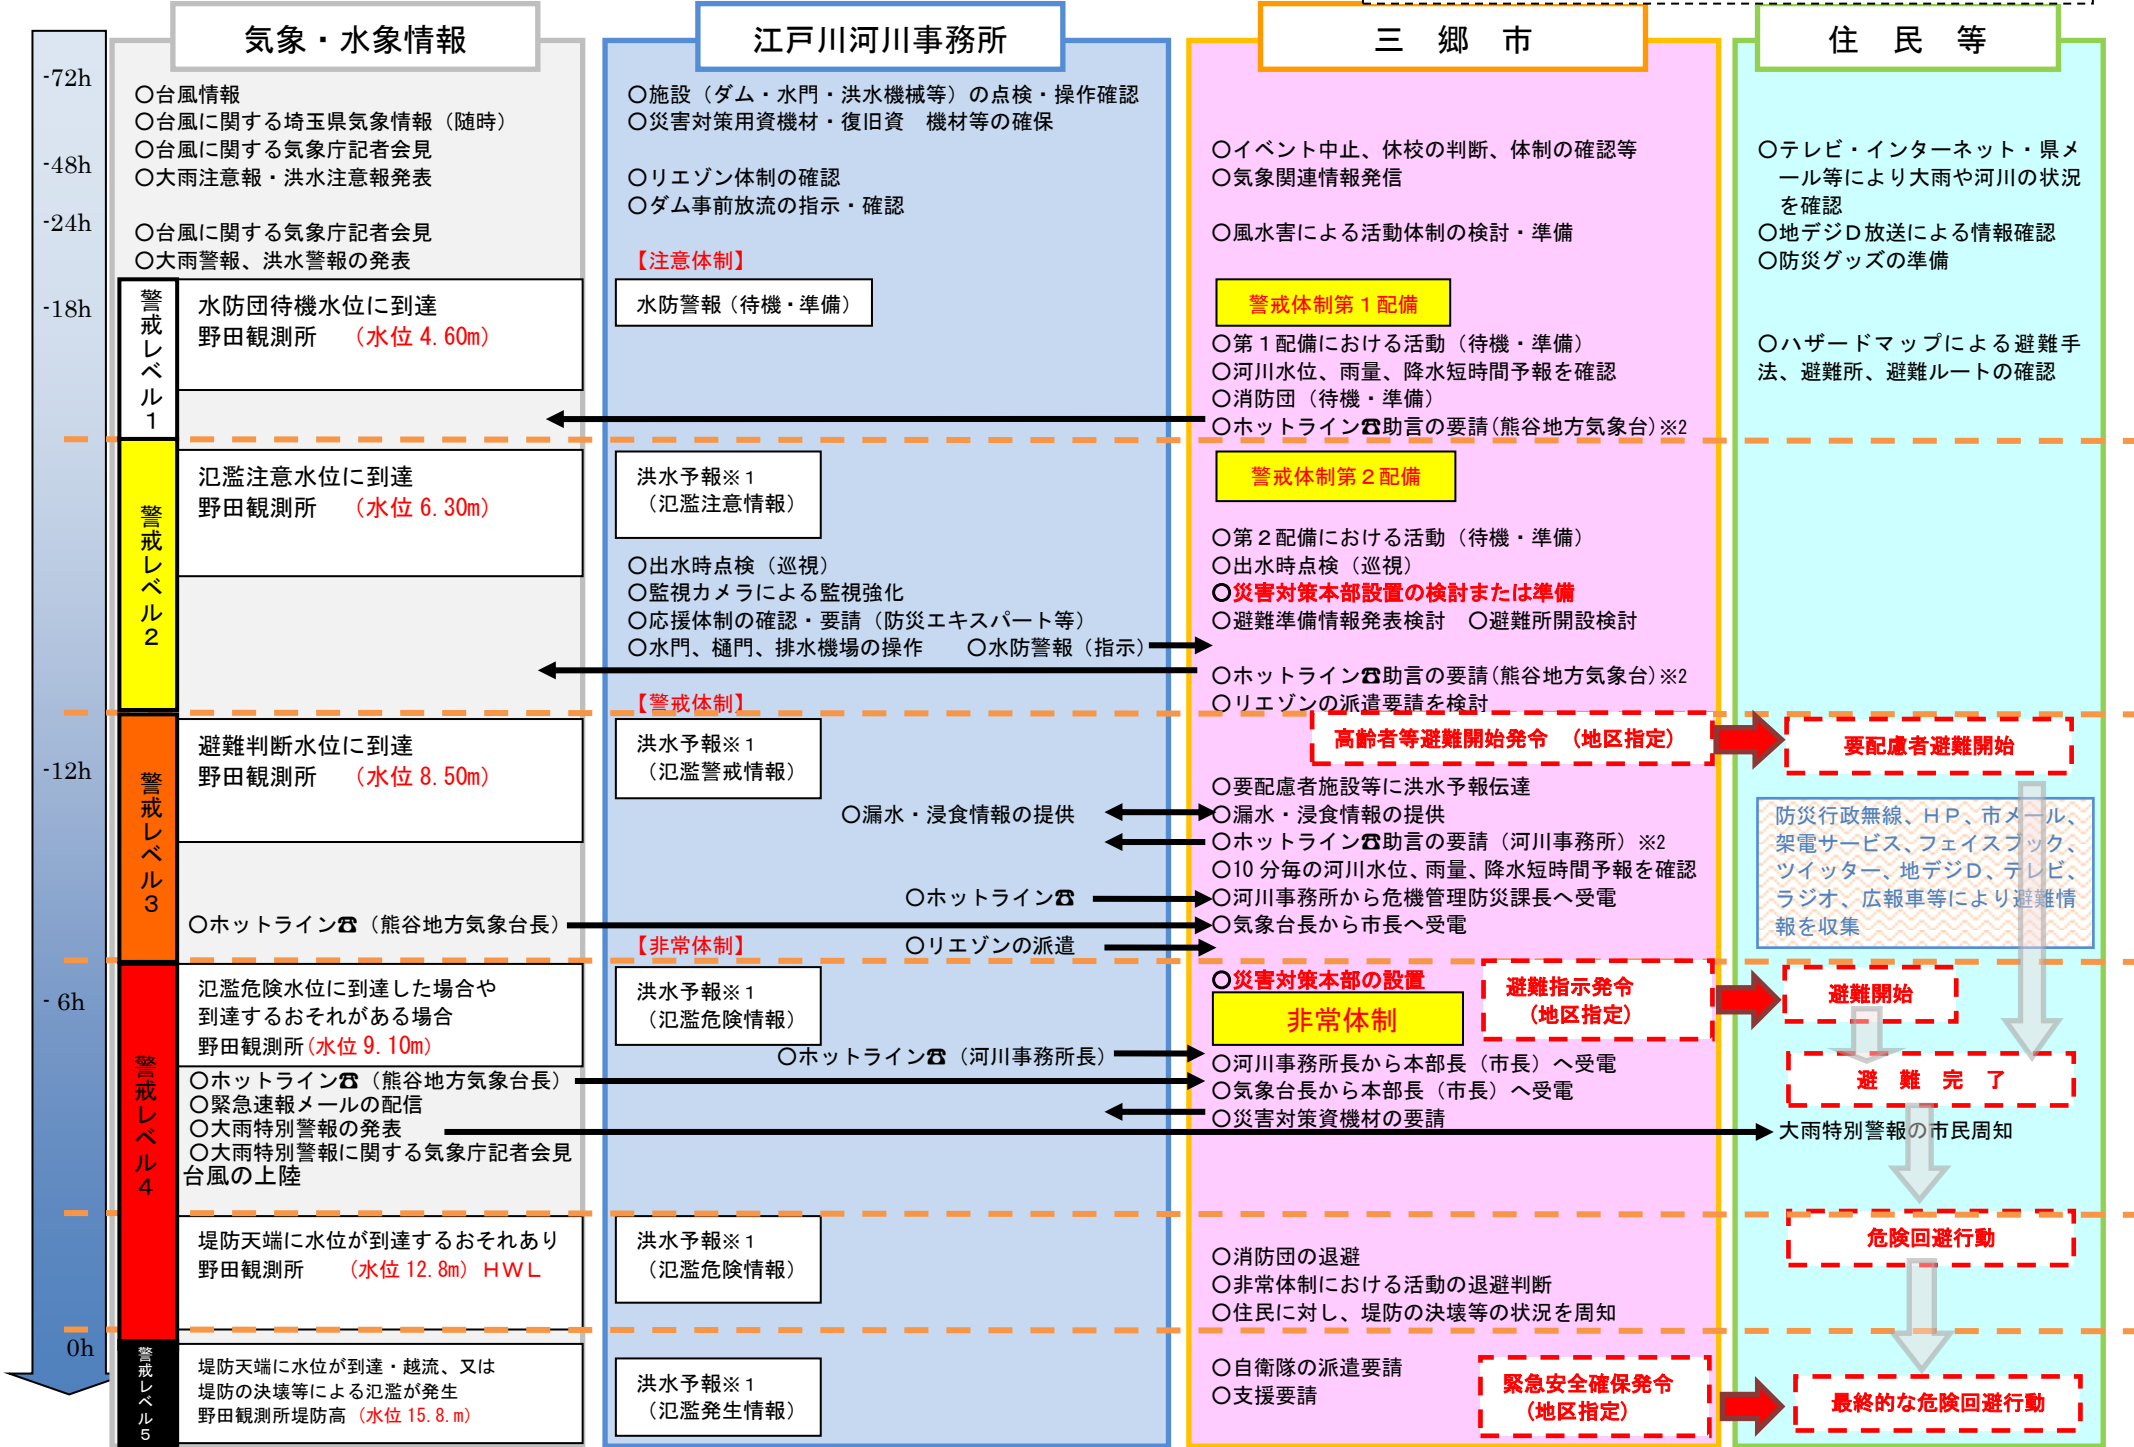 気象・水象情報
江戸川河川事務所
三　郷　市
住　民　等
-72h
-48h
-24h
-18h
-12h
- 6h
0h
〇台風情報
〇台風に関する埼玉県気象情報（随時）
〇台風に関する気象庁記者会見
〇大雨注意報・洪水注意報発表
〇台風に関する気象庁記者会見
〇大雨警報、洪水警報の発表
警戒レベル1
水防団待機水位に到達
野田観測所　（水位 4.60m）
警戒レベル2
氾濫注意水位に到達
野田観測所　（水位 6.30m）
警戒レベル3
避難判断水位に到達
野田観測所　（水位 8.50m）
〇ホットライン☎（熊谷地方気象台長）
警戒レベル4
氾濫危険水位に到達した場合や
到達するおそれがある場合
野田観測所（水位 9.10m）
〇ホットライン☎（熊谷地方気象台長）
〇緊急速報メールの配信
〇大雨特別警報の発表
〇大雨特別警報に関する気象庁記者会見
台風の上陸
堤防天端に水位が到達するおそれあり
野田観測所　（水位 12.8m）ＨＷＬ
警戒レベル5
堤防天端に水位が到達・越流、又は
堤防の決壊等による氾濫が発生
野田観測所堤防高（水位 15.8.m）
〇施設（ダム・水門・洪水機械等）の点検・操作確認
〇災害対策用資機材・復旧資　機材等の確保
〇リエゾン体制の確認
〇ダム事前放流の指示・確認
【注意体制】
水防警報（待機・準備）
洪水予報※1
（氾濫注意情報）
〇出水時点検（巡視）
〇監視カメラによる監視強化
〇応援体制の確認・要請（防災エキスパート等）
〇水門、樋門、排水機場の操作　〇水防警報（指示）
【警戒体制】
洪水予報※1
（氾濫警戒情報）
〇漏水・浸食情報の提供
〇ホットライン☎
【非常体制】　〇リエゾンの派遣
洪水予報※1
（氾濫危険情報）
〇ホットライン☎（河川事務所長）
洪水予報※1
（氾濫危険情報）
洪水予報※1
（氾濫発生情報）
〇イベント中止、休校の判断、体制の確認等
〇気象関連情報発信
〇風水害による活動体制の検討・準備
警戒体制第１配備
〇第１配備における活動（待機・準備）
〇河川水位、雨量、降水短時間予報を確認
〇消防団（待機・準備）
〇ホットライン☎助言の要請(熊谷地方気象台)※2
警戒体制第２配備
〇第２配備における活動（待機・準備）
〇出水時点検（巡視）
〇災害対策本部設置の検討または準備
〇避難準備情報発表検討　〇避難所開設検討
〇ホットライン☎助言の要請(熊谷地方気象台)※2
〇リエゾンの派遣要請を検討
高齢者等避難開始発令　（地区指定）
〇要配慮者施設等に洪水予報伝達
〇漏水・浸食情報の提供
〇ホットライン☎助言の要請（河川事務所）※2
〇10 分毎の河川水位、雨量、降水短時間予報を確認
〇河川事務所から危機管理防災課長へ受電
〇気象台長から市長へ受電
〇災害対策本部の設置
非常体制
避難指示発令
（地区指定）
〇河川事務所長から本部長（市長）へ受電
〇気象台長から本部長（市長）へ受電
〇災害対策資機材の要請
〇消防団の退避
〇非常体制における活動の退避判断
〇住民に対し、堤防の決壊等の状況を周知
〇自衛隊の派遣要請
〇支援要請
緊急安全確保発令
（地区指定）
〇テレビ・インターネット・県メ
ール等により大雨や河川の状況
を確認
〇地デジＤ放送による情報確認
〇防災グッズの準備
〇ハザードマップによる避難手
法、避難所、避難ルートの確認
要配慮者避難開始
防災行政無線、ＨＰ、市メール、
架電サービス、フェイスブック、
ツイッター、地デジＤ、テレビ、
ラジオ、広報車等により避難情
報を収集
避難開始
避　難　完　了
大雨特別警報の市民周知
危険回避行動
最終的な危険回避行動